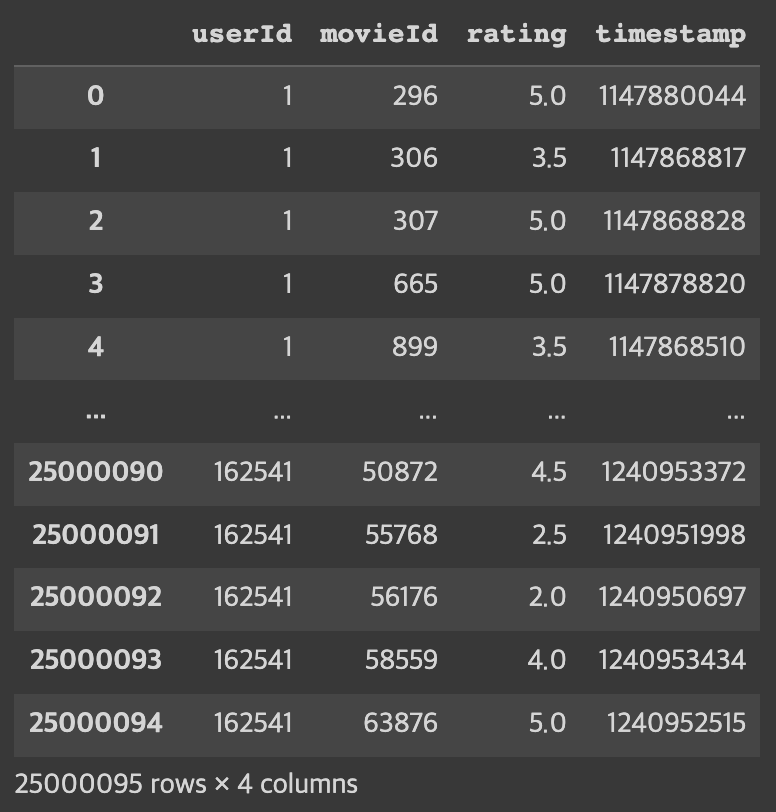 userId movieId rating timestamp
0 1 296 5.0 1147880044
1 1 306 3.5 1147868817
2 1 307 5.0 1147868828
3 1 665 5.0 1147878820
4 1 899 3.5 1147868510
... ... ... ... ...
25000090 162541 50872 4.5 1240953372
25000091 162541 55768 2.5 1240951998
25000092 162541 56176 2.0 1240950697
25000093 162541 58559 4.0 1240953434
25000094 162541 63876 5.0 1240952515
25000095 rows × 4 columns